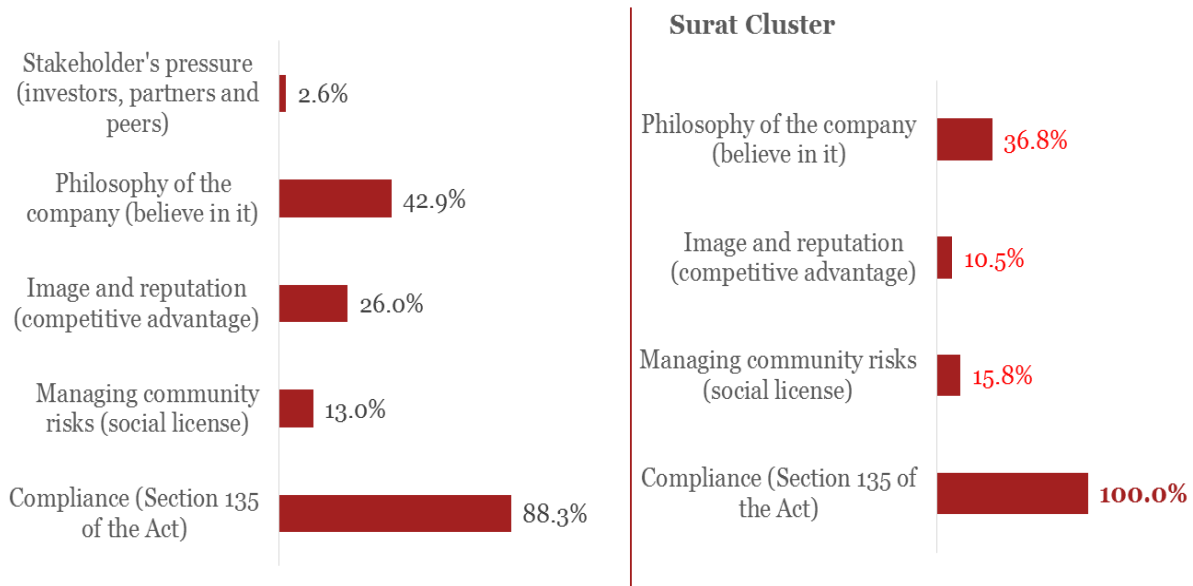 Stakeholder's pressure
(investors, partners and
peers)
2.6%
Philosophy of the
company (believe in it)
42.9%
Image and reputation
(competitive advantage)
26.0%
Managing community
risks (social license)
13.0%
Compliance (Section 135
of the Act)
88.3%
Surat Cluster
Philosophy of the company
(believe in it)
36.8%
Image and reputation
(competitive advantage)
10.5%
Managing community risks
(social license)
15.8%
Compliance (Section 135 of
the Act)
100.0%